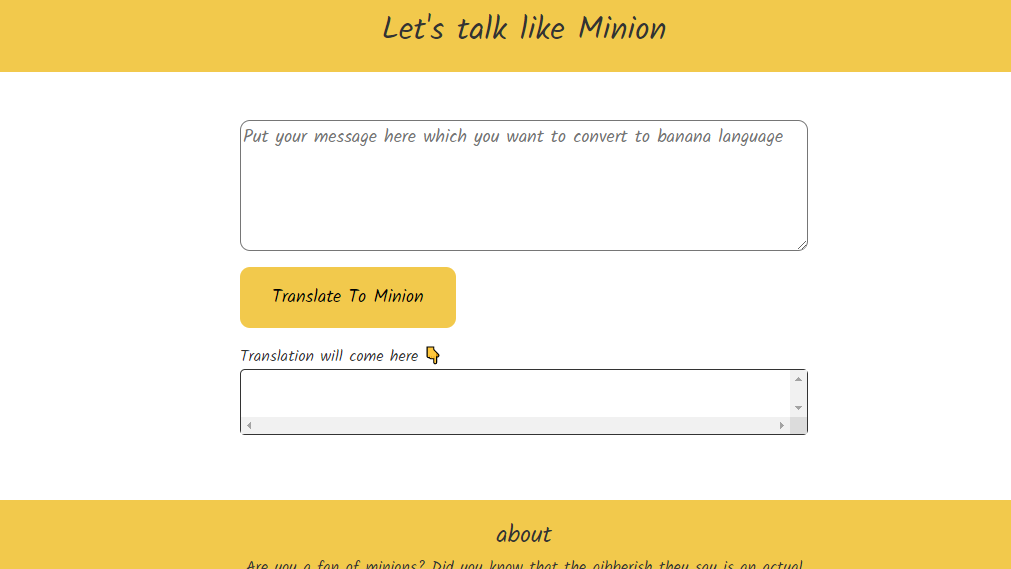 Let's talk like Minion
Put your message here which you want to convert to banana language
Translate To Minion
Translation will come here 👇
about
Are you a fan of minions? Did you know that the gibberish they say is an actual